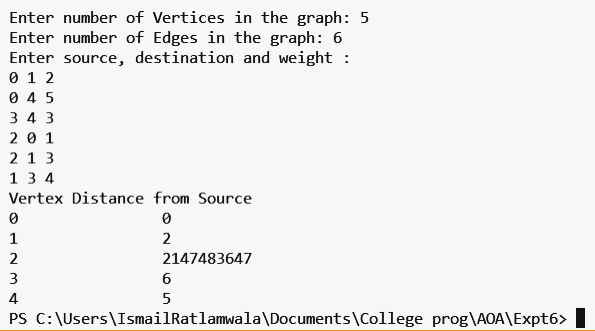 Enter number of Vertices in the graph: 5
Enter number of Edges in the graph: 6
Enter source, destination and weight :
0 1 2
0 4 5
3 4 3
2 0 1
2 1 3
1 3 4
Vertex Distance from Source
0 0
1 2
2 2147483647
3 6
4 5
PS C:\Users\IsmailRatlamwala\Documents\College prog\AOA\Expt6>